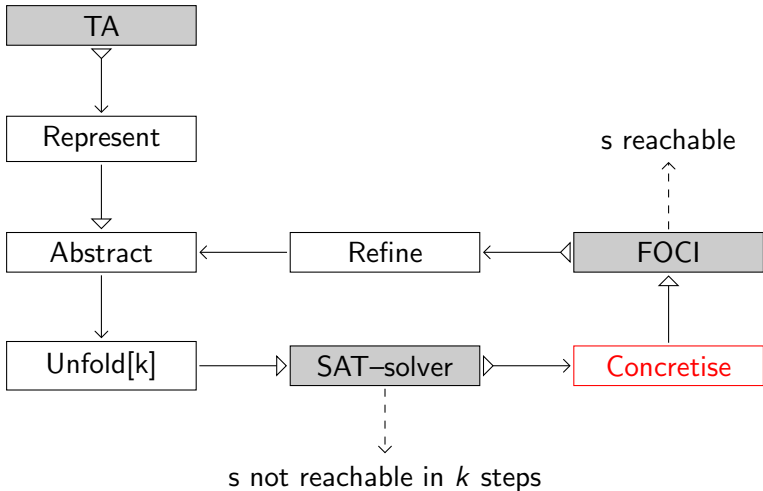 TA
Represent
s reachable
Abstract
Refine
FOCI
Unfold[k]
SAT–solver
Concretise
s not reachable in k steps